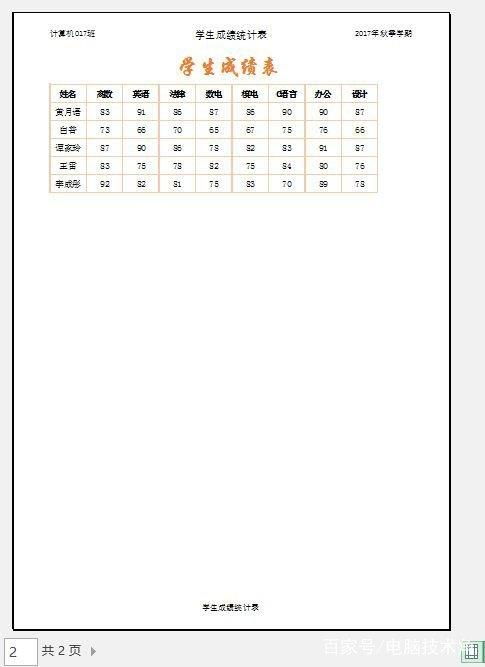 计算机017班 学生成绩统计表 2017年秋季学期
学生成绩表
姓名 高数 英语 法律 数电 模电 C语言 办公 设计
黄月语 83 91 86 87 86 90 90 87
白答 73 66 70 65 67 75 76 66
谭家玲 87 90 86 78 82 83 91 87
王雷 83 75 78 82 75 84 80 76
李成彤 92 82 81 75 83 70 89 78
学生成绩统计表
百家号/电脑技术
2 共 2 页